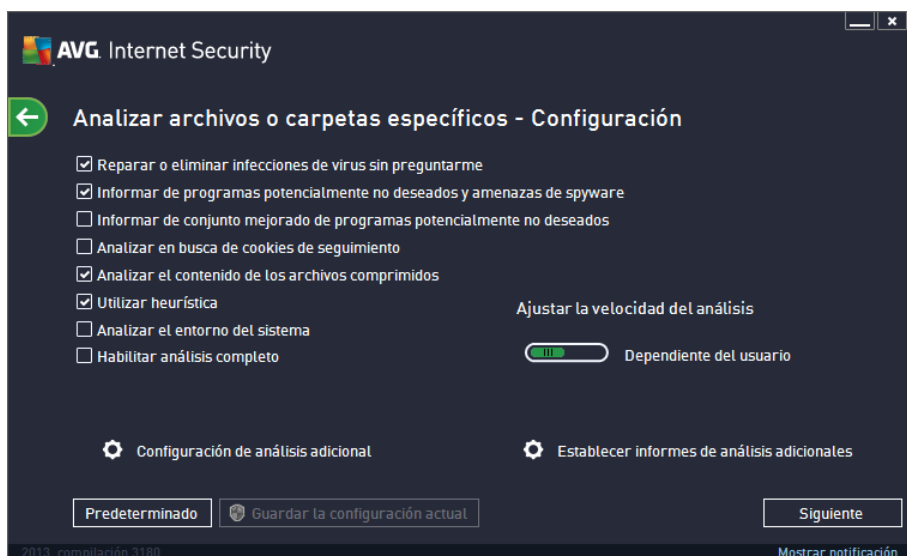 AVG. Internet Security
Analizar archivos o carpetas específicos - Configuración
Reparar o eliminar infecciones de virus sin preguntarme
Informar de programas potencialmente no deseados y amenazas de spyware
Informar de conjunto mejorado de programas potencialmente no deseados
Analizar en busca de cookies de seguimiento
Analizar el contenido de los archivos comprimidos
Utilizar heurística
Analizar el entorno del sistema
Habilitar análisis completo
Ajustar la velocidad del análisis
Dependiente del usuario
Configuración de análisis adicional
Establecer informes de análisis adicionales
Predeterminado
Guardar la configuración actual
Siguiente
2013 compilación 3180
Mostrar notificación